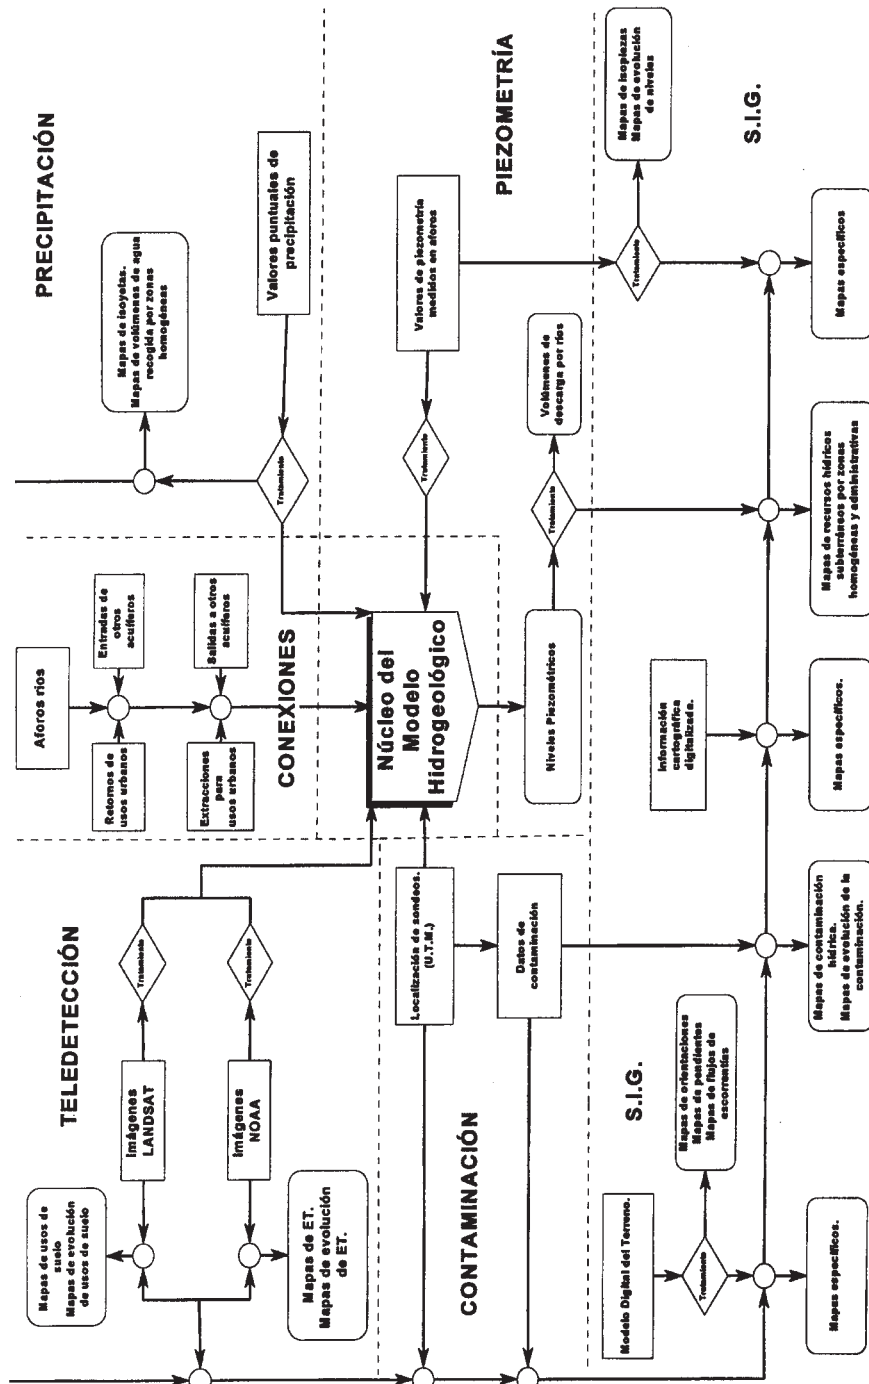 TELEDETECCIÓN
Mapas de usos de
suelo
Mapas de evolución
de usos de suelo
Imágenes
LANDSAT
Tratamiento
Mapas de ET.
Mapas de evolución
de ET.
Imágenes
NOAA
Tratamiento
CONEXIONES
Aforos ríos
Retornos de
usos urbanos
Entradas de
otros
acuíferos
Extracciones
para
usos urbanos
Salidas a otros
acuíferos
PRECIPITACIÓN
Mapas de isoyetas.
Mapas de volúmenes de agua
recogida por zonas
homogéneas
Tratamiento
Valores puntuales de
precipitación
Núcleo del
Modelo
Hidrogeológico
CONTAMINACIÓN
Localización de sondeos.
(U.T.M.)
Datos de
contaminación
PIEZOMETRÍA
Tratamiento
Valores de piezometría
medidos en aforos
Niveles Piezométricos
Tratamiento
Volúmenes de
descarga por ríos
S.I.G.
Modelo Digital del Terreno.
Tratamiento
Mapas de orientaciones
Mapas de pendientes
Mapas de flujos de
escorrentías
Información
cartográfica
digitalizada.
Tratamiento
Mapas de isopiezas
Mapas de evolución
de niveles
S.I.G.
Mapas específicos.
Mapas de contaminación
hídrica.
Mapas de evolución de la
contaminación.
Mapas específicos.
Mapas de recursos hídricos
subterráneos por zonas
homogéneas y administrativas
Mapas específicos